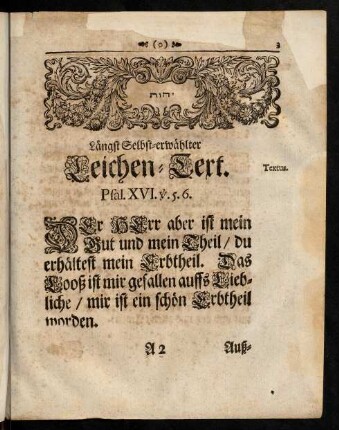 (0) 3
יהוה
Längst Selbst-erwählter
Leichen-Text.
Textus.
Psal. XVI. ℣. 5. 6.
DEr HErr aber ist mein
Gut und mein Theil / du
erhältest mein Erbtheil. Das
Looß ist mir gefallen auffs Lieb-
liche / mir ist ein schön Erbtheil
worden.
A 2 Auß-